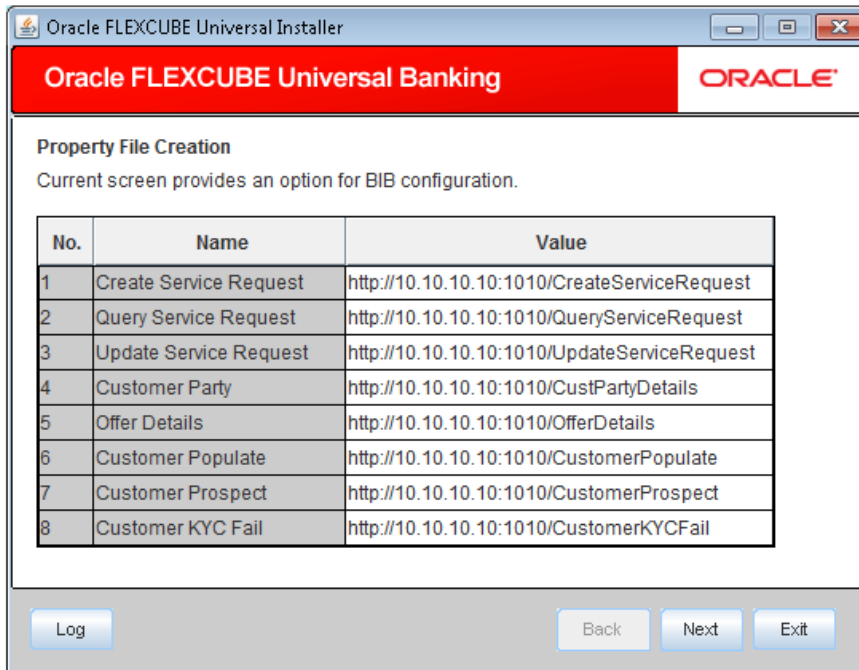 Oracle FLEXCUBE Universal Installer
Oracle FLEXCUBE Universal Banking
ORACLE
Property File Creation
Current screen provides an option for BIB configuration.
No. Name Value
1 Create Service Request http://10.10.10.10:1010/CreateServiceRequest
2 Query Service Request http://10.10.10.10:1010/QueryServiceRequest
3 Update Service Request http://10.10.10.10:1010/UpdateServiceRequest
4 Customer Party http://10.10.10.10:1010/CustPartyDetails
5 Offer Details http://10.10.10.10:1010/OfferDetails
6 Customer Populate http://10.10.10.10:1010/CustomerPopulate
7 Customer Prospect http://10.10.10.10:1010/CustomerProspect
8 Customer KYC Fail http://10.10.10.10:1010/CustomerKYCFail
Log Back Next Exit